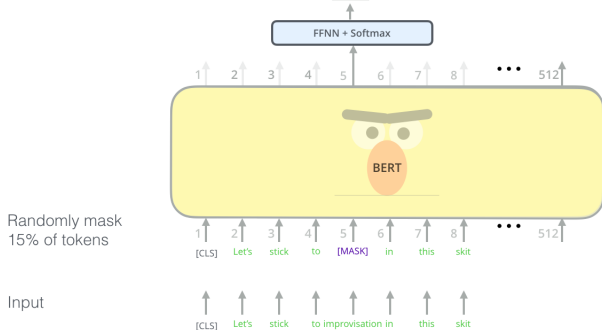 FFNN + Softmax
1 2 3 4 5 6 7 8 ••• 512
BERT
Randomly mask
15% of tokens
1 2 3 4 5 6 7 8 ••• 512
[CLS] Let's stick to [MASK] in this skit
Input
[CLS] Let's stick to improvisation in this skit